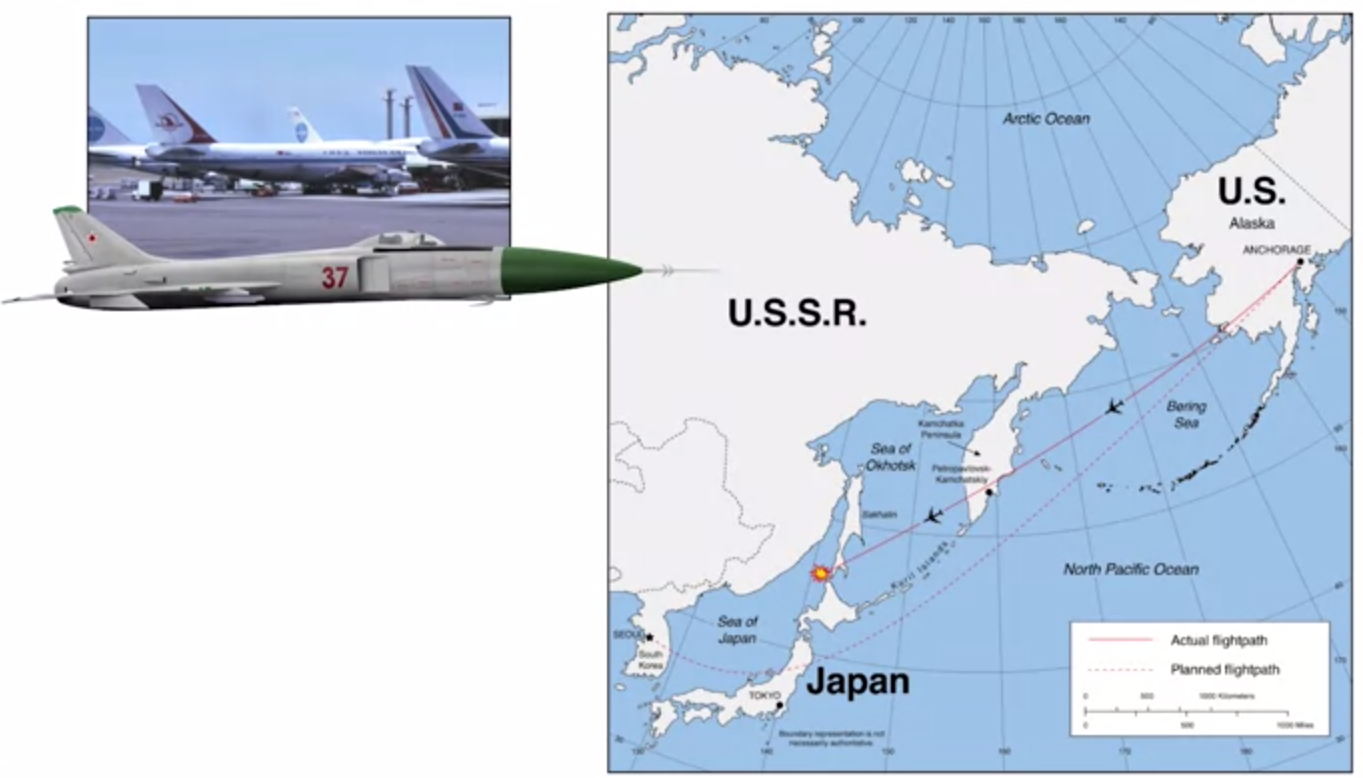 37
Arctic Ocean
U.S.
Alaska
ANCHORAGE
U.S.S.R.
Bering
Sea
Kamchatka
Peninsula
Sea of
Okhotsk
Petropavlovsk-
Kamchatskiy
Sakhalin
Kuril Islands
North Pacific Ocean
Sea of
Japan
SEOUL
South
Korea
Japan
TOKYO
Boundary representation is not
necessarily authoritative.
Actual flightpath
Planned flightpath
0 500 1000 Kilometers
0 500 1000 Miles